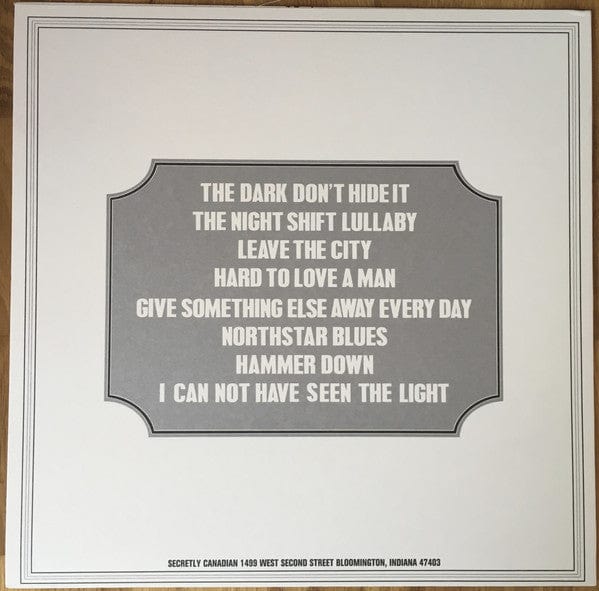 THE DARK DON'T HIDE IT
THE NIGHT SHIFT LULLABY
LEAVE THE CITY
HARD TO LOVE A MAN
GIVE SOMETHING ELSE AWAY EVERY DAY
NORTHSTAR BLUES
HAMMER DOWN
I CAN NOT HAVE SEEN THE LIGHT
SECRETLY CANADIAN 1499 WEST SECOND STREET BLOOMINGTON, INDIANA 47403